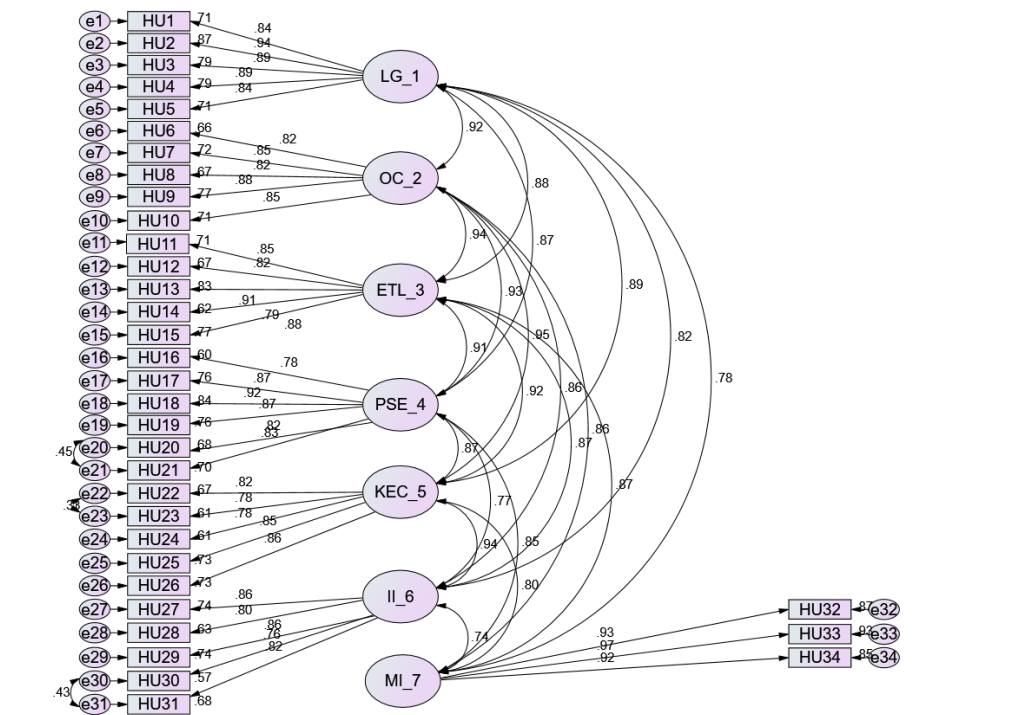 e1 HU1 .71
e2 HU2 .87
e3 HU3 .79
e4 HU4 .79
e5 HU5 .71
e6 HU6 .66
e7 HU7 .72
e8 HU8 .67
e9 HU9 .77
e10 HU10 .71
e11 HU11 .71
e12 HU12 .67
e13 HU13 .83
e14 HU14 .62
e15 HU15 .77
e16 HU16 .60
e17 HU17 .76
e18 HU18 .84
e19 HU19 .76
e20 HU20 .68
.45
e21 HU21 .70
e22 HU22 .67
e23 HU23 .61
e24 HU24 .61
e25 HU25 .73
e26 HU26 .73
e27 HU27 .74
e28 HU28 .63
e29 HU29 .74
e30 HU30 .57
.43
e31 HU31 .68
.84
.94
.89
.89
.84
LG_1
.82
.85
.82
.88
.85
OC_2
.85
.82
.91
.79
.88
ETL_3
.78
.87
.92
.87
.82
.83
PSE_4
.82
.78
.78
.85
.86
KEC_5
.86
.80
.86
.76
.82
II_6
MI_7
.92
.88
.94
.87
.93
.89
.95
.91
.82
.92
.86
.78
.86
.87
.87
.87
.77
.94
.85
.80
.74
.93
.97
.92
HU32 .87 e32
HU33 .93 e33
HU34 .85 e34